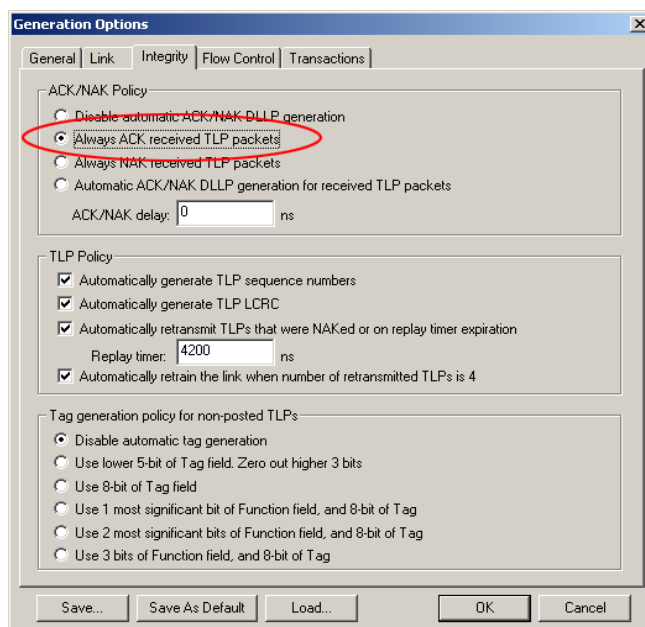 Generation Options
General
Link
Integrity
Flow Control
Transactions
ACK/NAK Policy
Disable automatic ACK/NAK DLLP generation
Always ACK received TLP packets
Always NAK received TLP packets
Automatic ACK/NAK DLLP generation for received TLP packets
ACK/NAK delay: 0 ns
TLP Policy
Automatically generate TLP sequence numbers
Automatically generate TLP LCRC
Automatically retransmit TLPs that were NAKed or on replay timer expiration
Replay timer: 4200 ns
Automatically retrain the link when number of retransmitted TLPs is 4
Tag generation policy for non-posted TLPs
Disable automatic tag generation
Use lower 5-bit of Tag field. Zero out higher 3 bits
Use 8-bit of Tag field
Use 1 most significant bit of Function field, and 8-bit of Tag
Use 2 most significant bits of Function field, and 8-bit of Tag
Use 3 bits of Function field, and 8-bit of Tag
Save... Save As Default Load... OK Cancel